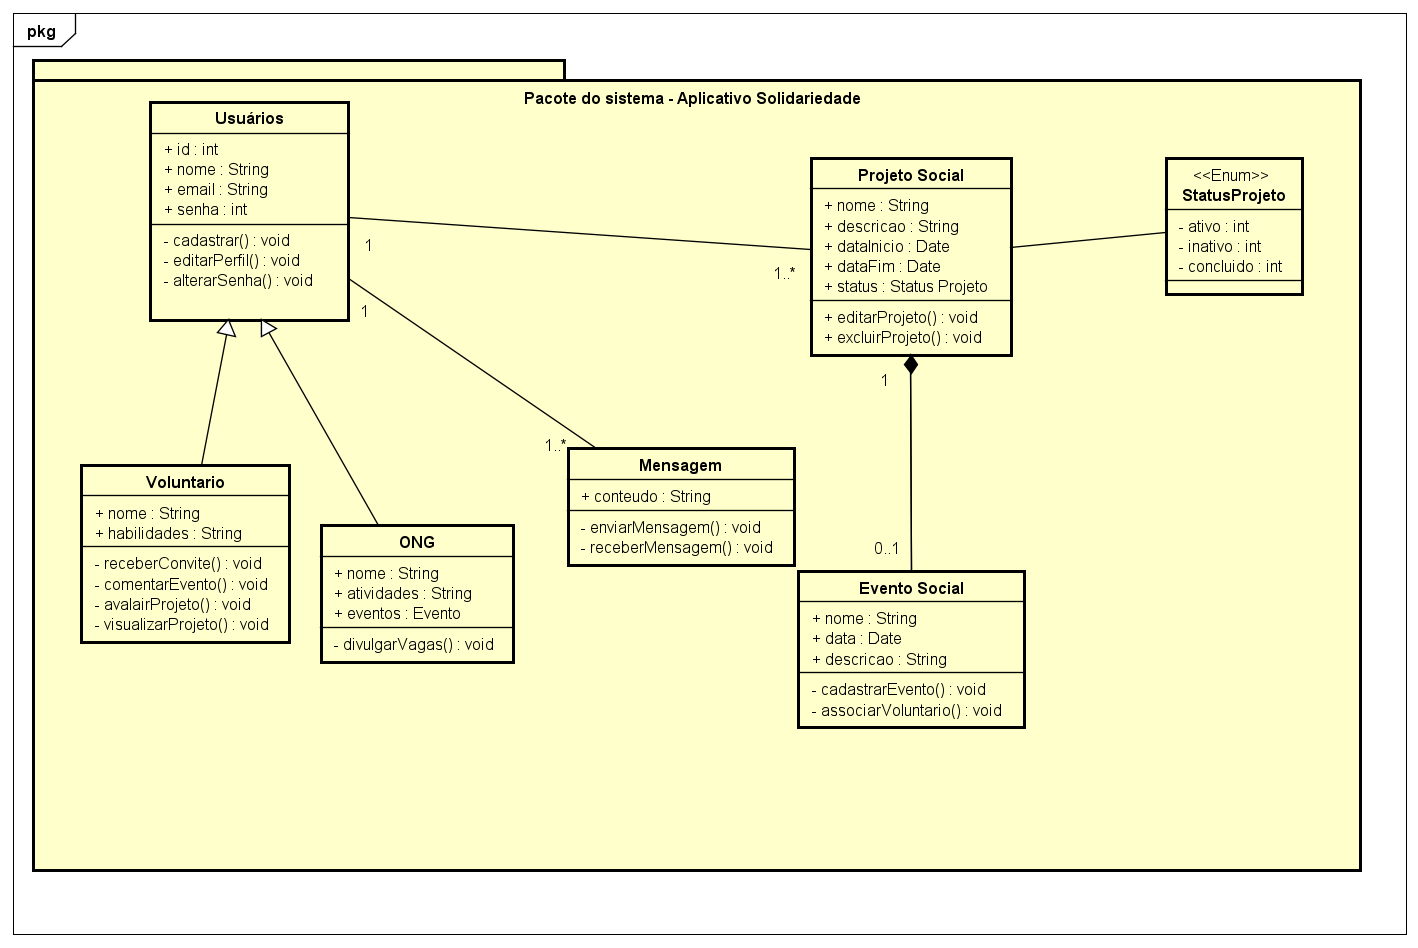 pkg
Pacote do sistema - Aplicativo Solidariedade
Usuários
+ id : int
+ nome : String
+ email : String
+ senha : int
- cadastrar() : void
- editarPerfil() : void
- alterarSenha() : void
1
1..*
1
1..*
Projeto Social
+ nome : String
+ descricao : String
+ dataInicio : Date
+ dataFim : Date
+ status : Status Projeto
+ editarProjeto() : void
+ excluirProjeto() : void
<<Enum>>
StatusProjeto
- ativo : int
- inativo : int
- concluido : int
1
0..1
Voluntario
+ nome : String
+ habilidades : String
- receberConvite() : void
- comentarEvento() : void
- avalairProjeto() : void
- visualizarProjeto() : void
ONG
+ nome : String
+ atividades : String
+ eventos : Evento
- divulgarVagas() : void
Mensagem
+ conteudo : String
- enviarMensagem() : void
- receberMensagem() : void
Evento Social
+ nome : String
+ data : Date
+ descricao : String
- cadastrarEvento() : void
- associarVoluntario() : void